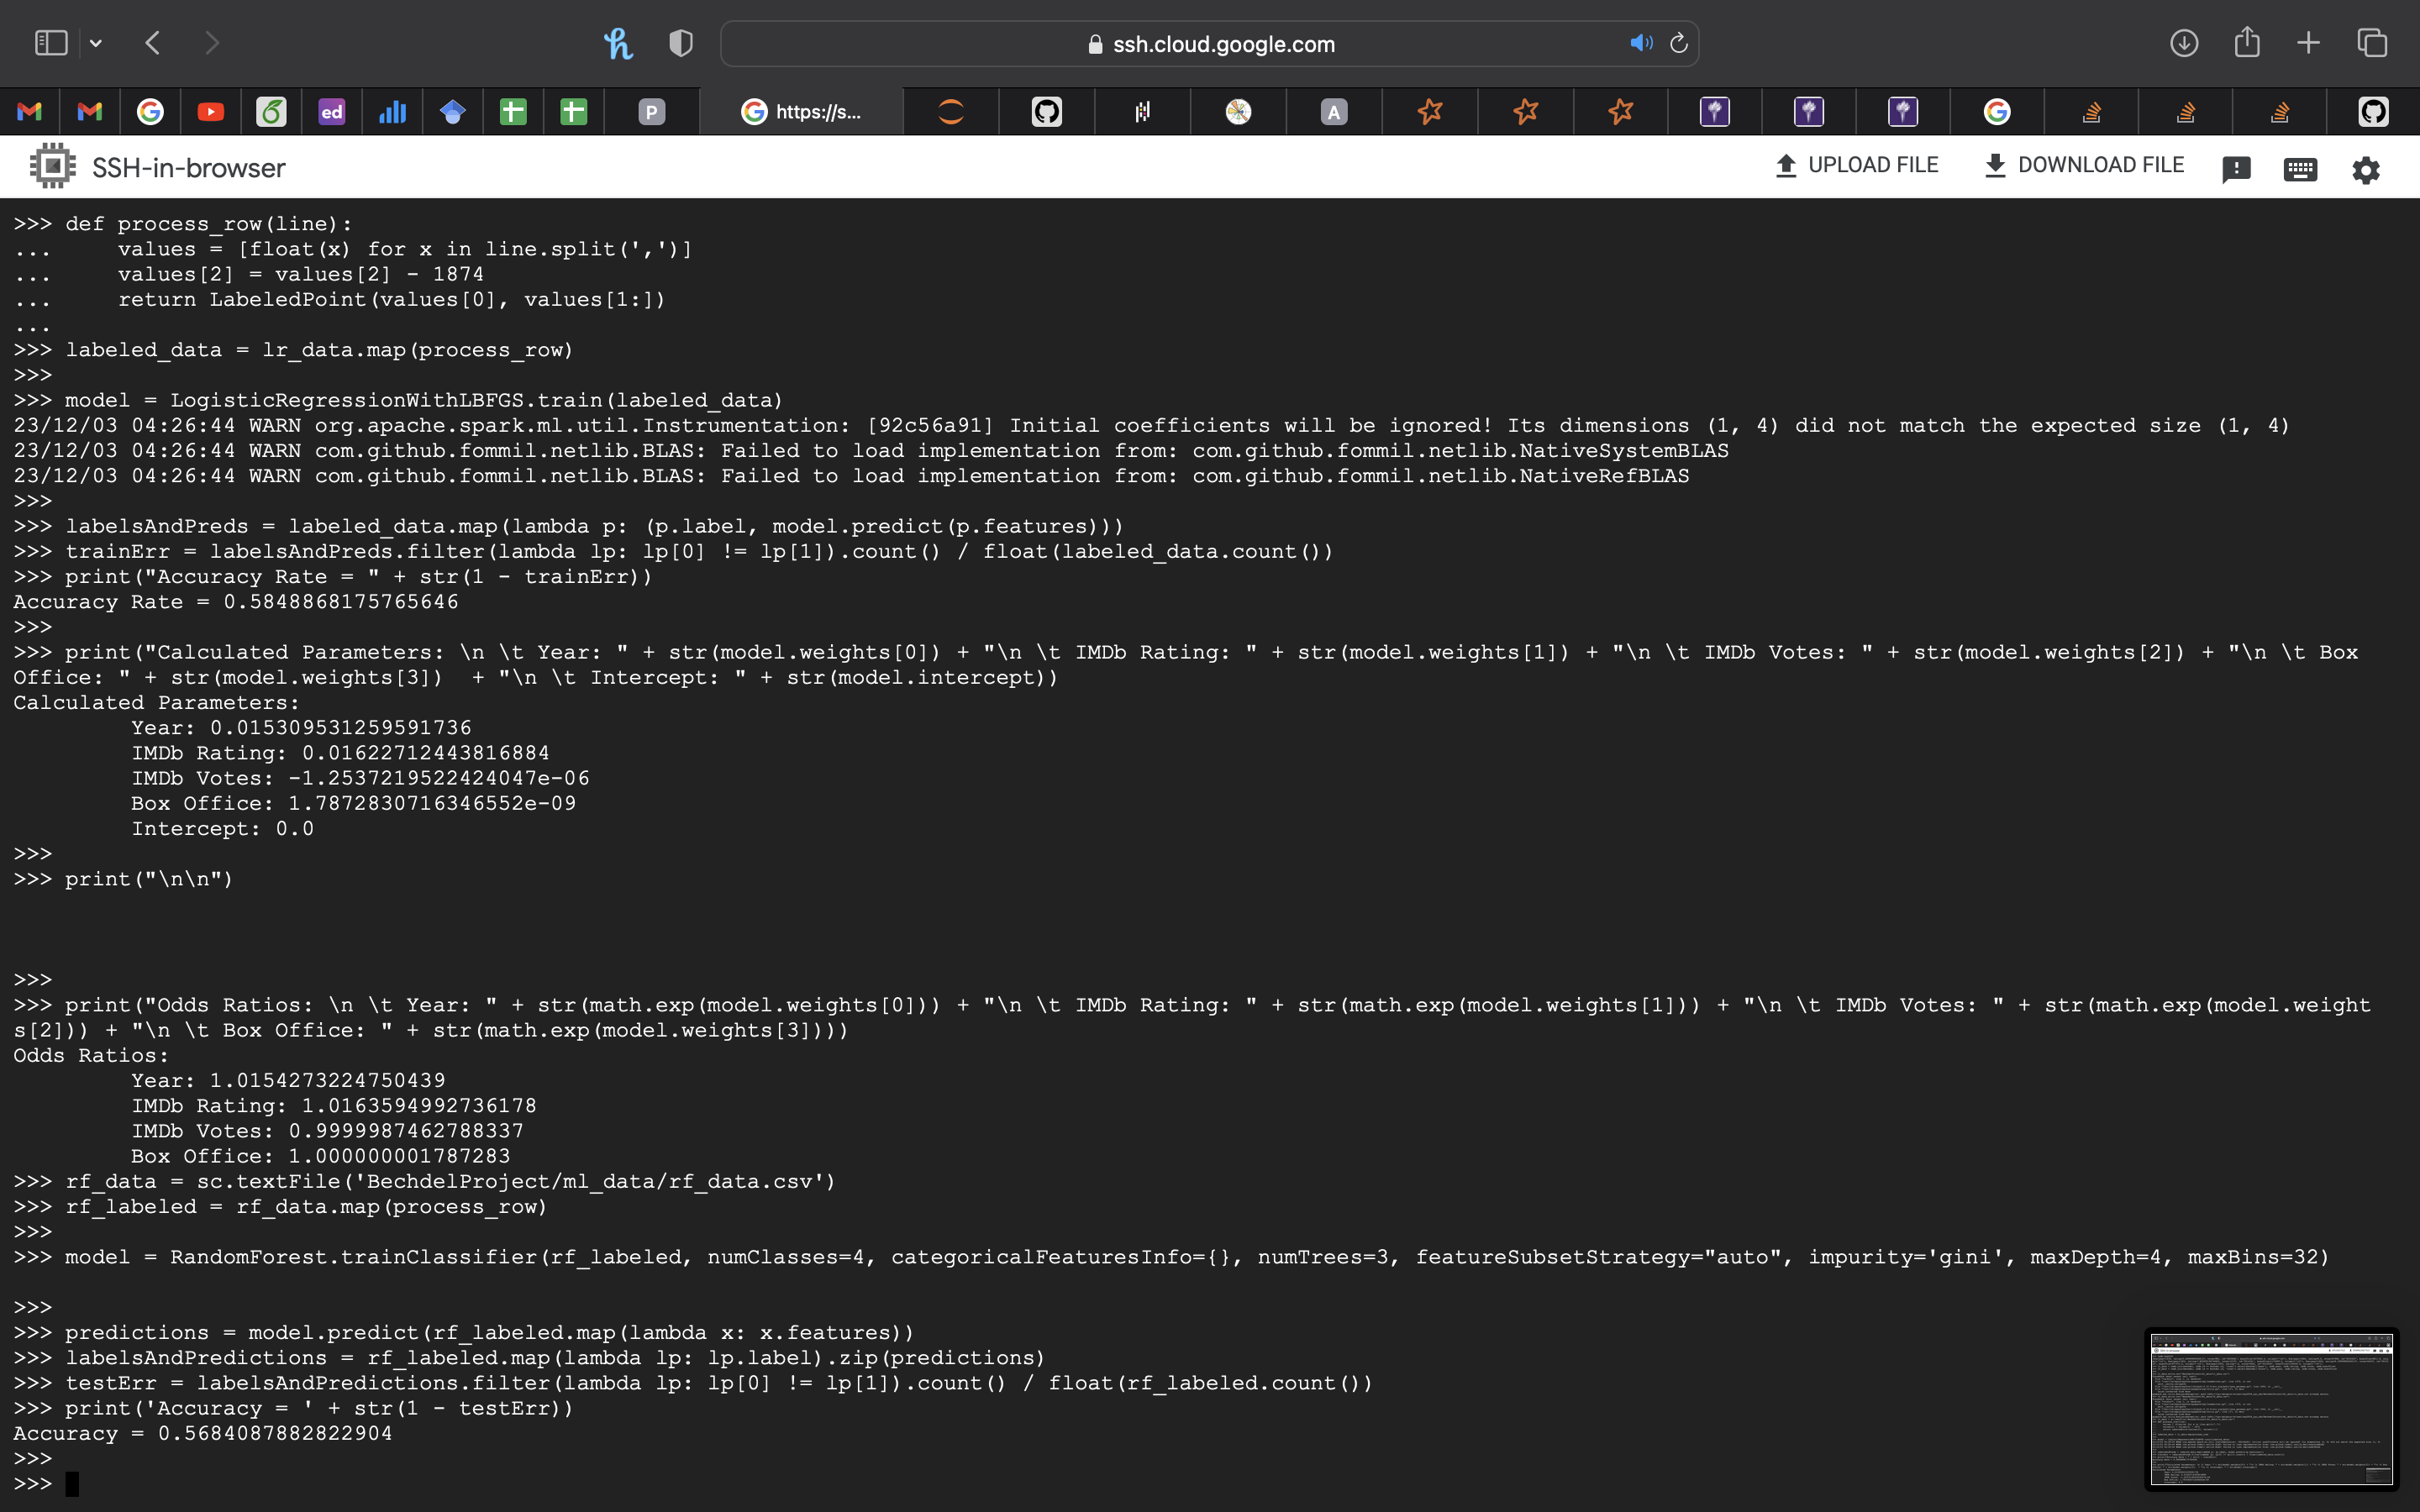 ssh.cloud.google.com
ed
P
https://s...
A
SSH-in-browser
UPLOAD FILE
DOWNLOAD FILE
>>> def process_row(line):
...     values = [float(x) for x in line.split(',')]
...     values[2] = values[2] - 1874
...     return LabeledPoint(values[0], values[1:])
...
>>> labeled_data = lr_data.map(process_row)
>>>
>>> model = LogisticRegressionWithLBFGS.train(labeled_data)
23/12/03 04:26:44 WARN org.apache.spark.ml.util.Instrumentation: [92c56a91] Initial coefficients will be ignored! Its dimensions (1, 4) did not match the expected size (1, 4)
23/12/03 04:26:44 WARN com.github.fommil.netlib.BLAS: Failed to load implementation from: com.github.fommil.netlib.NativeSystemBLAS
23/12/03 04:26:44 WARN com.github.fommil.netlib.BLAS: Failed to load implementation from: com.github.fommil.netlib.NativeRefBLAS
>>>
>>> labelsAndPreds = labeled_data.map(lambda p: (p.label, model.predict(p.features)))
>>> trainErr = labelsAndPreds.filter(lambda lp: lp[0] != lp[1]).count() / float(labeled_data.count())
>>> print("Accuracy Rate = " + str(1 - trainErr))
Accuracy Rate = 0.5848868175765646
>>>
>>> print("Calculated Parameters: \n \t Year: " + str(model.weights[0]) + "\n \t IMDb Rating: " + str(model.weights[1]) + "\n \t IMDb Votes: " + str(model.weights[2]) + "\n \t Box
Office: " + str(model.weights[3])  + "\n \t Intercept: " + str(model.intercept))
Calculated Parameters:
         Year: 0.015309531259591736
         IMDb Rating: 0.01622712443816884
         IMDb Votes: -1.2537219522424047e-06
         Box Office: 1.7872830716346552e-09
         Intercept: 0.0
>>>
>>> print("\n\n")
>>>
>>> print("Odds Ratios: \n \t Year: " + str(math.exp(model.weights[0])) + "\n \t IMDb Rating: " + str(math.exp(model.weights[1])) + "\n \t IMDb Votes: " + str(math.exp(model.weight
s[2])) + "\n \t Box Office: " + str(math.exp(model.weights[3])))
Odds Ratios:
         Year: 1.0154273224750439
         IMDb Rating: 1.0163594992736178
         IMDb Votes: 0.9999987462788337
         Box Office: 1.000000001787283
>>> rf_data = sc.textFile('BechdelProject/ml_data/rf_data.csv')
>>> rf_labeled = rf_data.map(process_row)
>>>
>>> model = RandomForest.trainClassifier(rf_labeled, numClasses=4, categoricalFeaturesInfo={}, numTrees=3, featureSubsetStrategy="auto", impurity='gini', maxDepth=4, maxBins=32)
>>>
>>> predictions = model.predict(rf_labeled.map(lambda x: x.features))
>>> labelsAndPredictions = rf_labeled.map(lambda lp: lp.label).zip(predictions)
>>> testErr = labelsAndPredictions.filter(lambda lp: lp[0] != lp[1]).count() / float(rf_labeled.count())
>>> print('Accuracy = ' + str(1 - testErr))
Accuracy = 0.5684087882822904
>>>
>>>